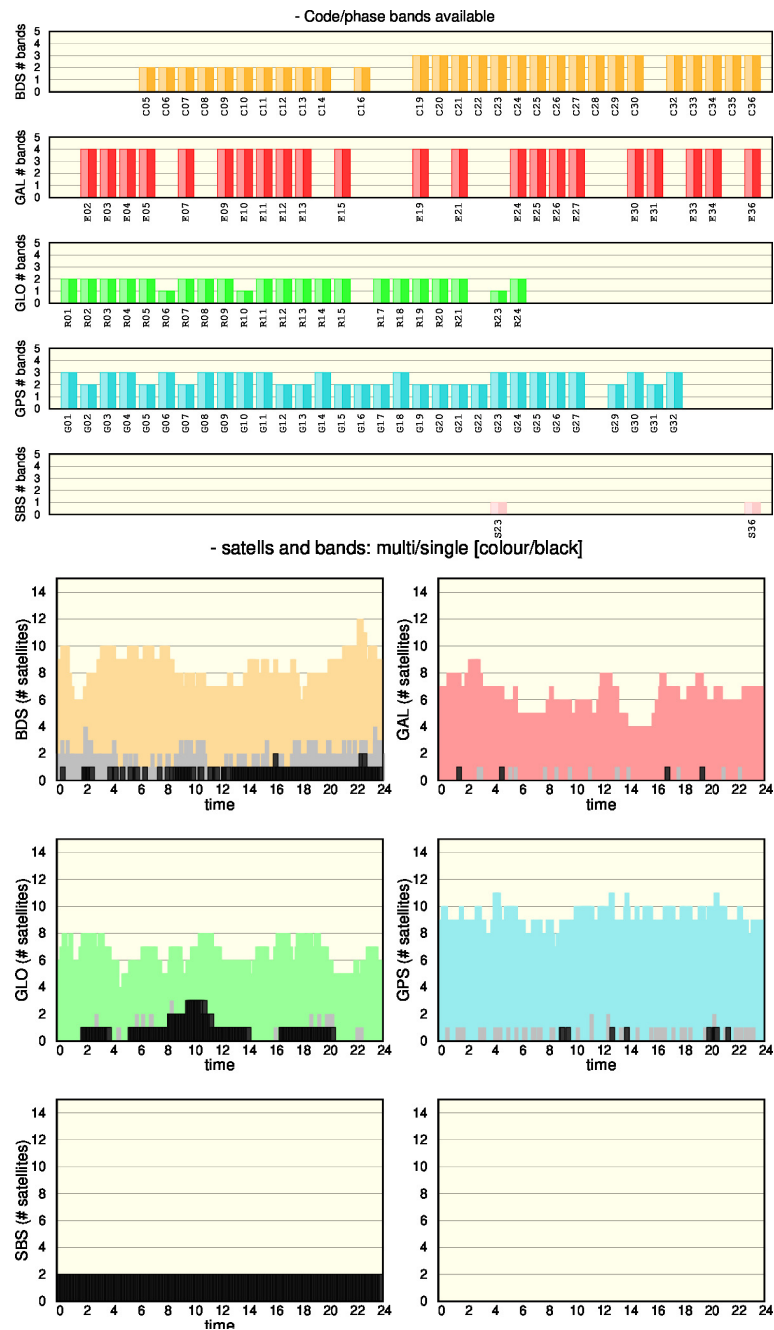 - Code/phase bands available
BDS # bands
5
4
3
2
1
0
C05 C06 C07 C08 C09 C10 C11 C12 C13 C14 C16 C19 C20 C21 C22 C23 C24 C25 C26 C27 C28 C29 C30 C32 C33 C34 C35 C36
GAL # bands
5
4
3
2
1
0
E02 E03 E04 E05 E07 E09 E10 E11 E12 E13 E15 E19 E21 E24 E25 E26 E27 E30 E31 E33 E34 E36
GLO # bands
5
4
3
2
1
0
R01 R02 R03 R04 R05 R06 R07 R08 R09 R10 R11 R12 R13 R14 R15 R17 R18 R19 R20 R21 R23 R24
GPS # bands
5
4
3
2
1
0
G01 G02 G03 G04 G05 G06 G07 G08 G09 G10 G11 G12 G13 G14 G15 G16 G17 G18 G19 G20 G21 G22 G23 G24 G25 G26 G27 G29 G30 G31 G32
SBS # bands
5
4
3
2
1
0
S23 S36
- satells and bands: multi/single [colour/black]
BDS (# satellites)
14
12
10
8
6
4
2
0
0 2 4 6 8 10 12 14 16 18 20 22 24
time
GAL (# satellites)
14
12
10
8
6
4
2
0
0 2 4 6 8 10 12 14 16 18 20 22 24
time
GLO (# satellites)
14
12
10
8
6
4
2
0
0 2 4 6 8 10 12 14 16 18 20 22 24
time
GPS (# satellites)
14
12
10
8
6
4
2
0
0 2 4 6 8 10 12 14 16 18 20 22 24
time
SBS (# satellites)
14
12
10
8
6
4
2
0
0 2 4 6 8 10 12 14 16 18 20 22 24
time
14
12
10
8
6
4
2
0
0 2 4 6 8 10 12 14 16 18 20 22 24